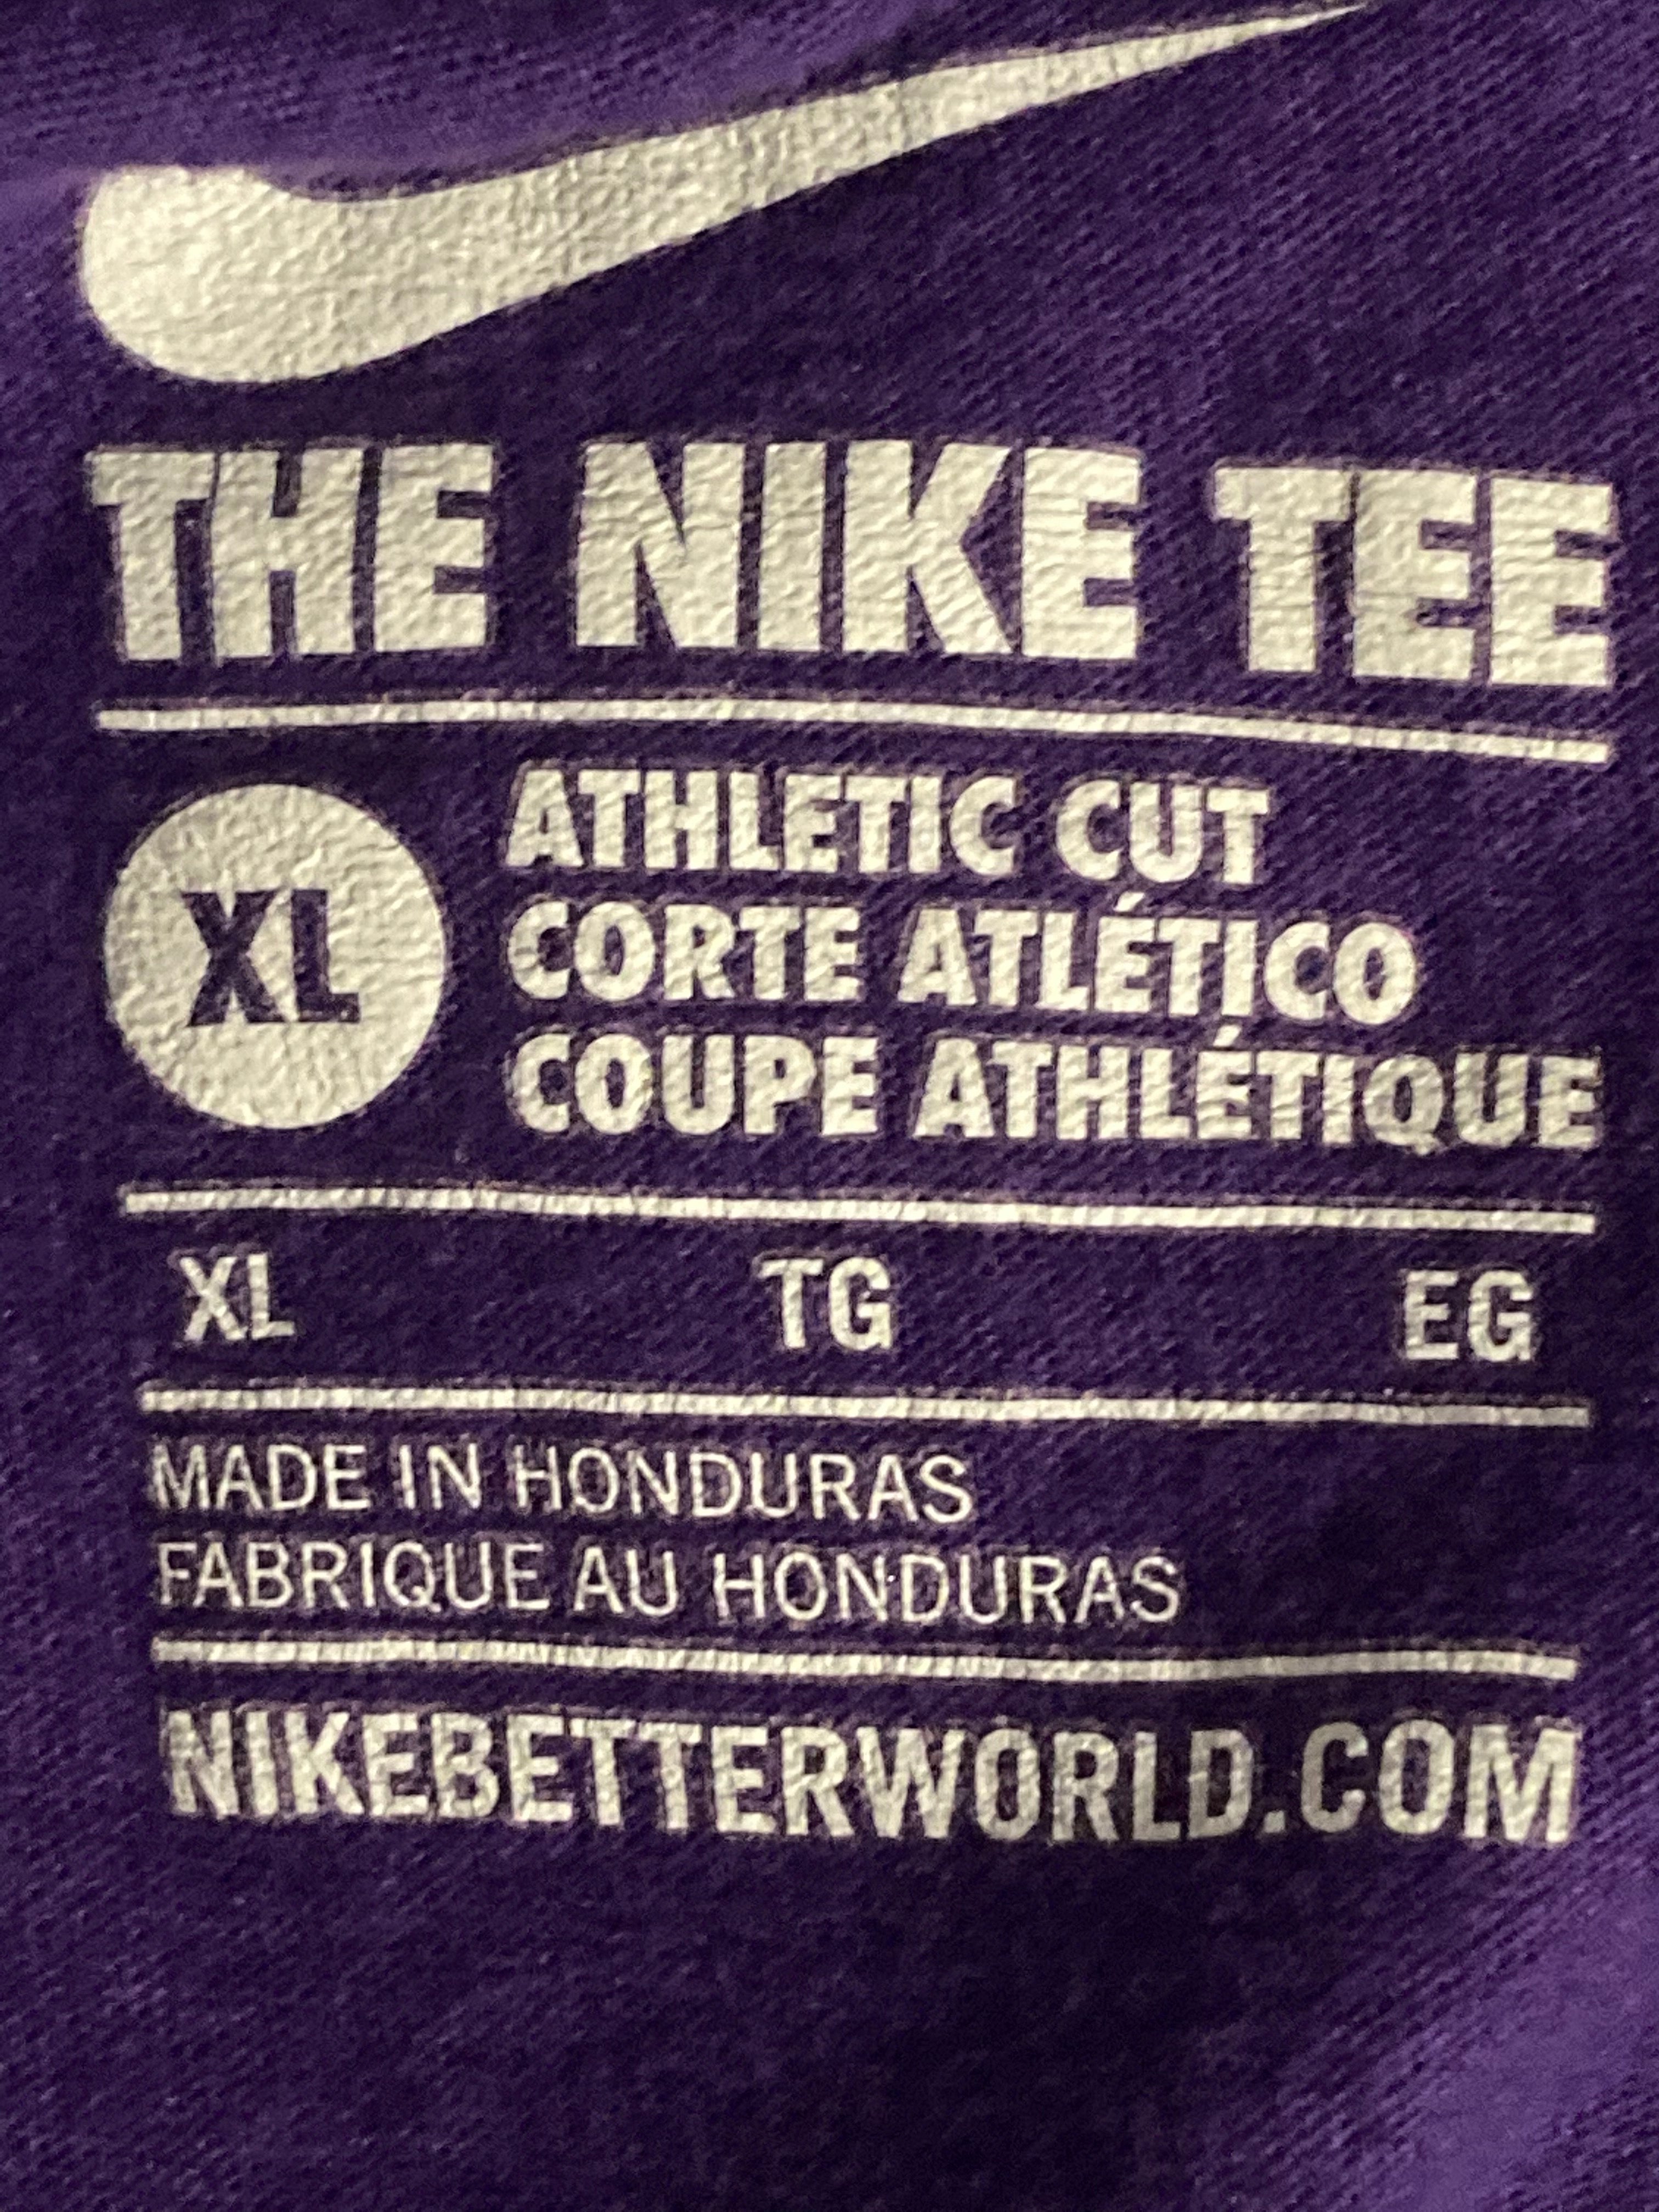 THE NIKE TEE
XL
ATHLETIC CUT
CORTE ATLÉTICO
COUPE ATHLÉTIQUE
XL TG EG
MADE IN HONDURAS
FABRIQUE AU HONDURAS
NIKEBETTERWORLD.COM